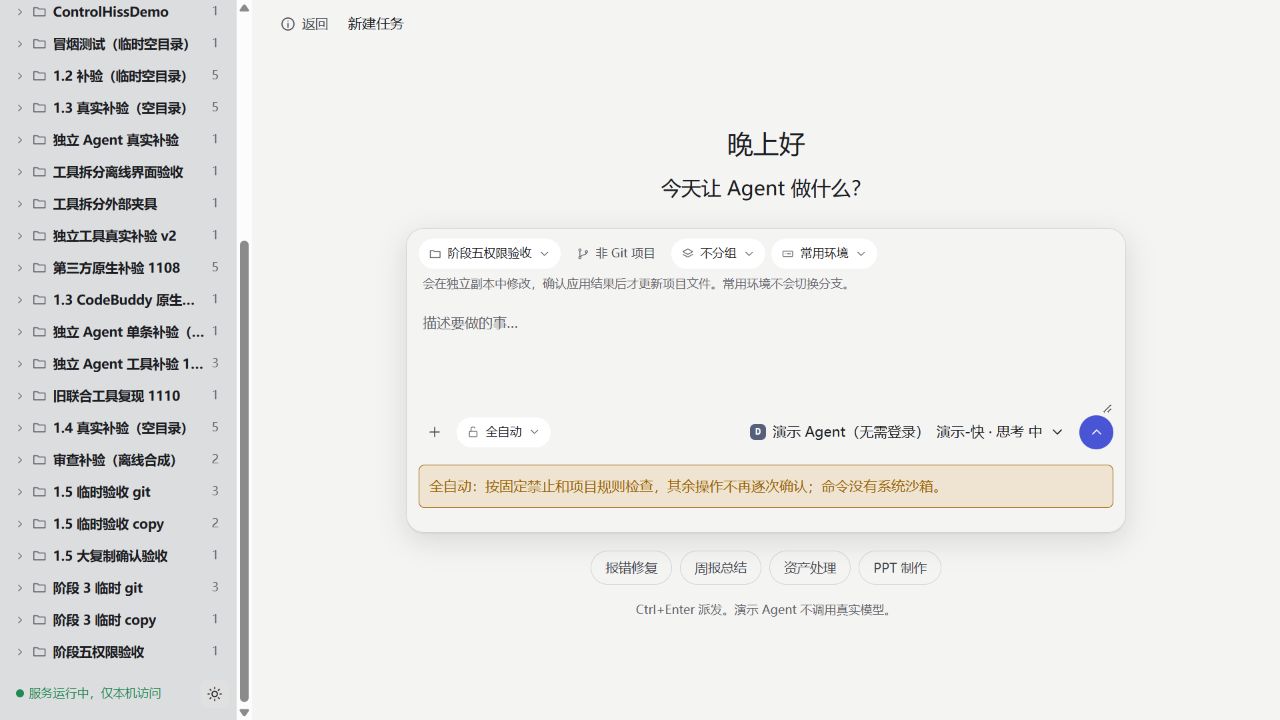 ControlHissDemo 1
冒烟测试（临时空目录） 1
1.2 补验（临时空目录） 5
1.3 真实补验（空目录） 5
独立 Agent 真实补验 1
工具拆分离线界面验收 1
工具拆分外部夹具 1
独立工具真实补验 v2 1
第三方原生补验 1108 5
1.3 CodeBuddy 原生... 1
独立 Agent 单条补验（... 1
独立 Agent 工具补验 1... 3
旧联合工具复现 1110 1
1.4 真实补验（空目录） 5
审查补验（离线合成） 2
1.5 临时验收 git 3
1.5 临时验收 copy 2
1.5 大复制确认验收 1
阶段 3 临时 git 3
阶段 3 临时 copy 1
阶段五权限验收 1
服务运行中，仅本机访问
返回 新建任务
晚上好
今天让 Agent 做什么？
阶段五权限验收 非 Git 项目 不分组 常用环境
会在独立副本中修改，确认应用结果后才更新项目文件。常用环境不会切换分支。
描述要做的事...
全自动 D 演示 Agent（无需登录） 演示-快 · 思考 中
全自动：按固定禁止和项目规则检查，其余操作不再逐次确认；命令没有系统沙箱。
报错修复 周报总结 资产处理 PPT 制作
Ctrl+Enter 派发。演示 Agent 不调用真实模型。